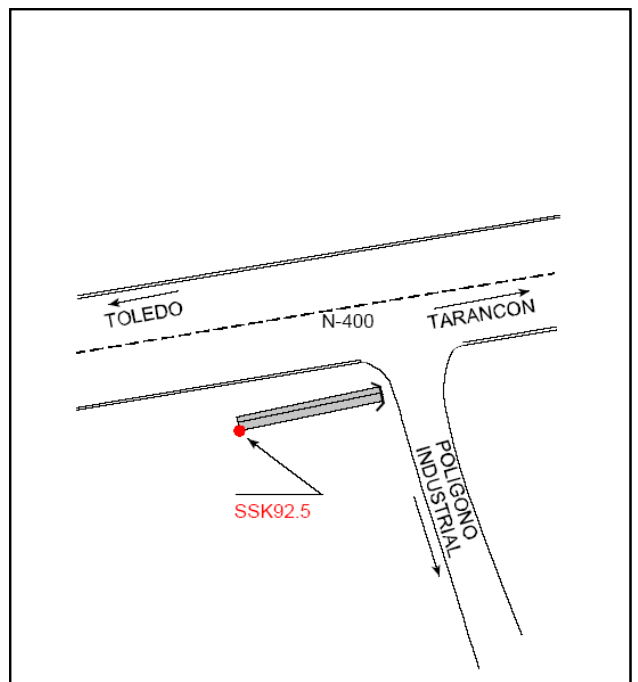 TOLEDO
N-400
TARANCON
POLIGONO
INDUSTRIAL
SSK92.5